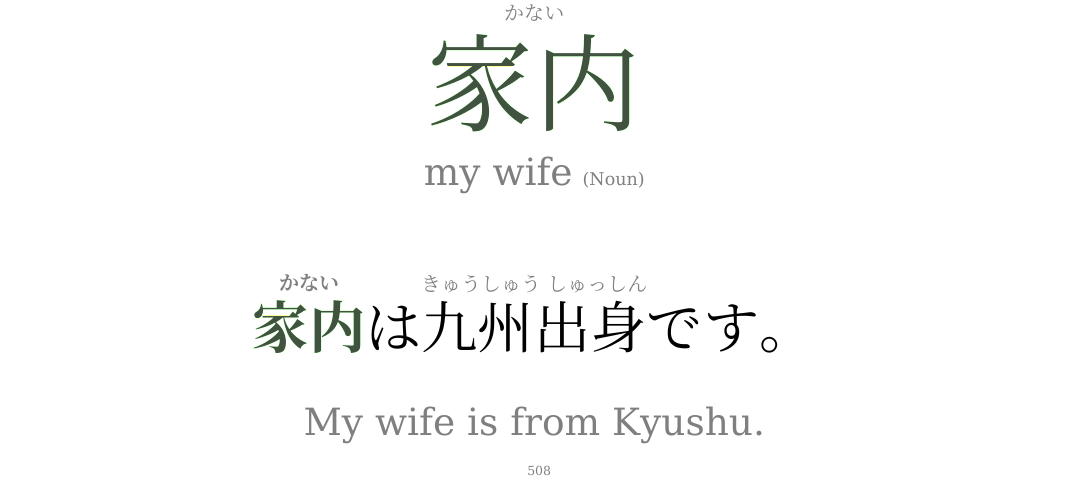 かない
家内
my wife (Noun)
かない きゅうしゅう しゅっしん
家内は九州出身です。
My wife is from Kyushu.
508